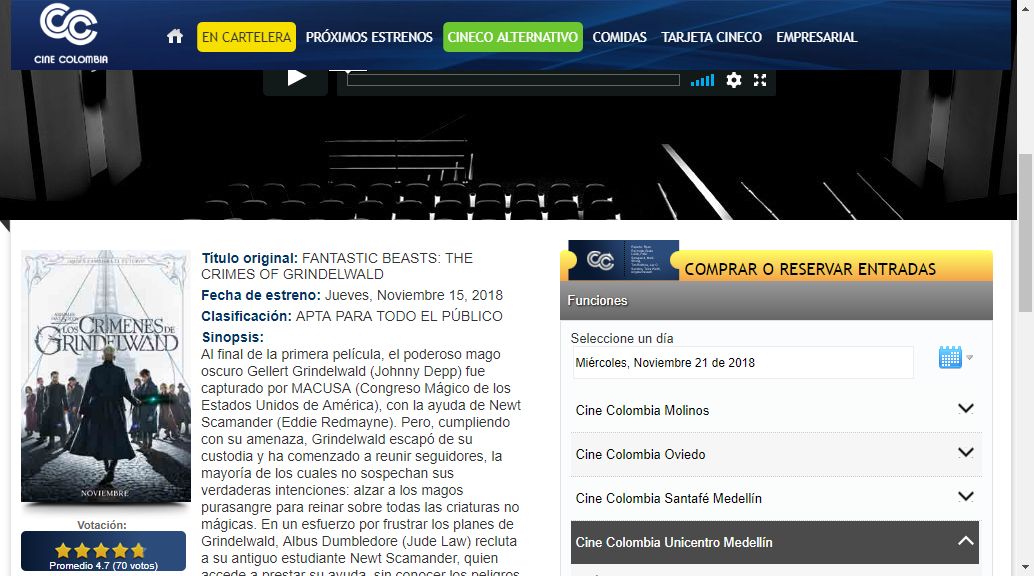 CINE COLOMBIA
EN CARTELERA
PRÓXIMOS ESTRENOS
CINECO ALTERNATIVO
COMIDAS
TARJETA CINECO
EMPRESARIAL
LOS CRÍMENES DE
GRINDELWALD
NOVIEMBRE
Votación:
Promedio 4.7 (70 votos)
Título original: FANTASTIC BEASTS: THE
CRIMES OF GRINDELWALD
Fecha de estreno: Jueves, Noviembre 15, 2018
Clasificación: APTA PARA TODO EL PÚBLICO
Sinopsis:
Al final de la primera película, el poderoso mago
oscuro Gellert Grindelwald (Johnny Depp) fue
capturado por MACUSA (Congreso Mágico de los
Estados Unidos de América), con la ayuda de Newt
Scamander (Eddie Redmayne). Pero, cumpliendo
con su amenaza, Grindelwald escapó de su
custodia y ha comenzado a reunir seguidores, la
mayoría de los cuales no sospechan sus
verdaderas intenciones: alzar a los magos
purasangre para reinar sobre todas las criaturas no
mágicas. En un esfuerzo por frustrar los planes de
Grindelwald, Albus Dumbledore (Jude Law) recluta
a su antiguo estudiante Newt Scamander, quien
accede a prestar su ayuda, sin conocer los peligros
COMPRAR O RESERVAR ENTRADAS
Funciones
Seleccione un día
Miércoles, Noviembre 21 de 2018
Cine Colombia Molinos
Cine Colombia Oviedo
Cine Colombia Santafé Medellín
Cine Colombia Unicentro Medellín